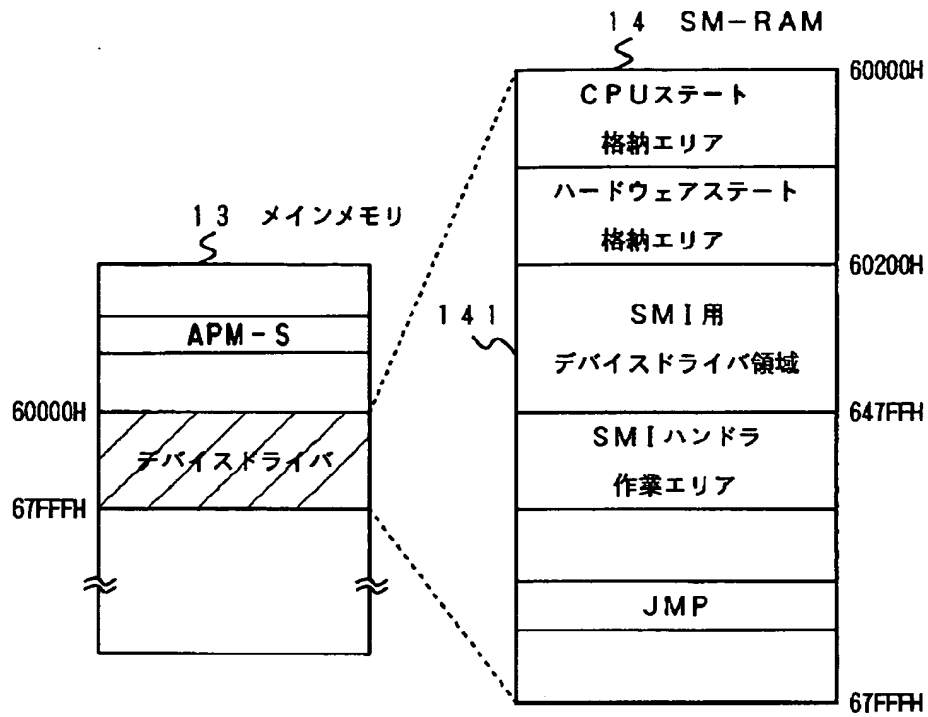 14 SM-RAM
60000H
CPUステート
格納エリア
ハードウェアステート
格納エリア
60200H
141
SMI用
デバイスドライバ領域
647FFH
SMIハンドラ
作業エリア
JMP
67FFFH
13 メインメモリ
APM-S
60000H
デバイスドライバ
67FFFH